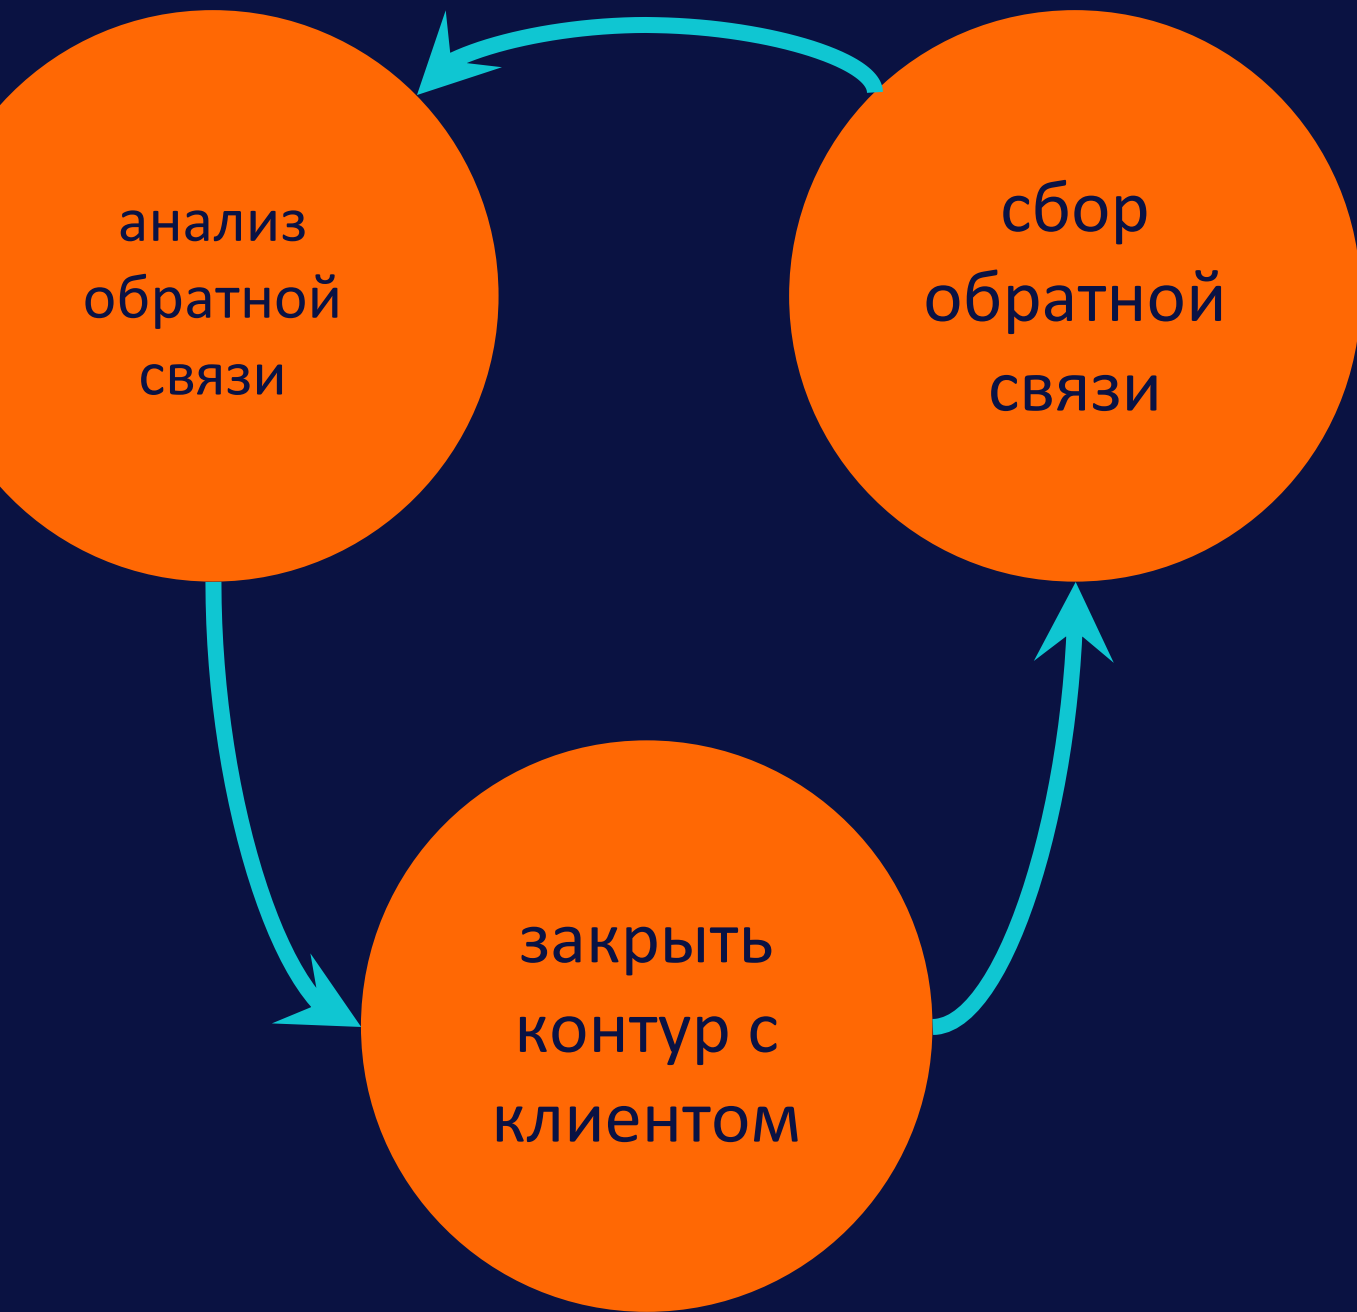 анализ
обратной
связи
сбор
обратной
связи
закрыть
контур с
клиентом